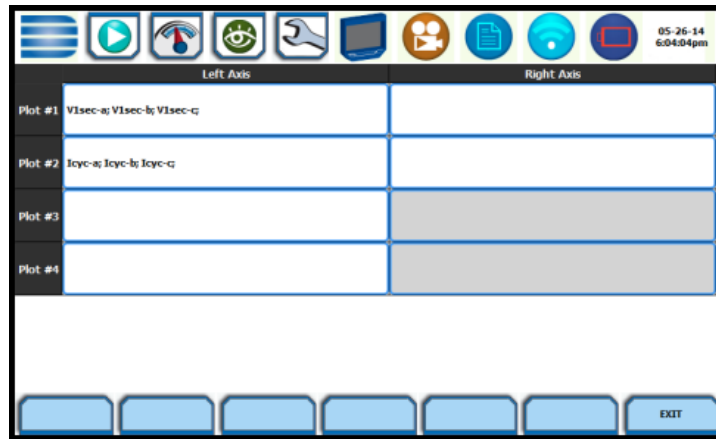 05-26-14
6:04:04pm
Left Axis Right Axis
Plot #1 V1sec-a; V1sec-b; V1sec-c;
Plot #2 Icyc-a; Icyc-b; Icyc-c;
Plot #3
Plot #4
EXIT